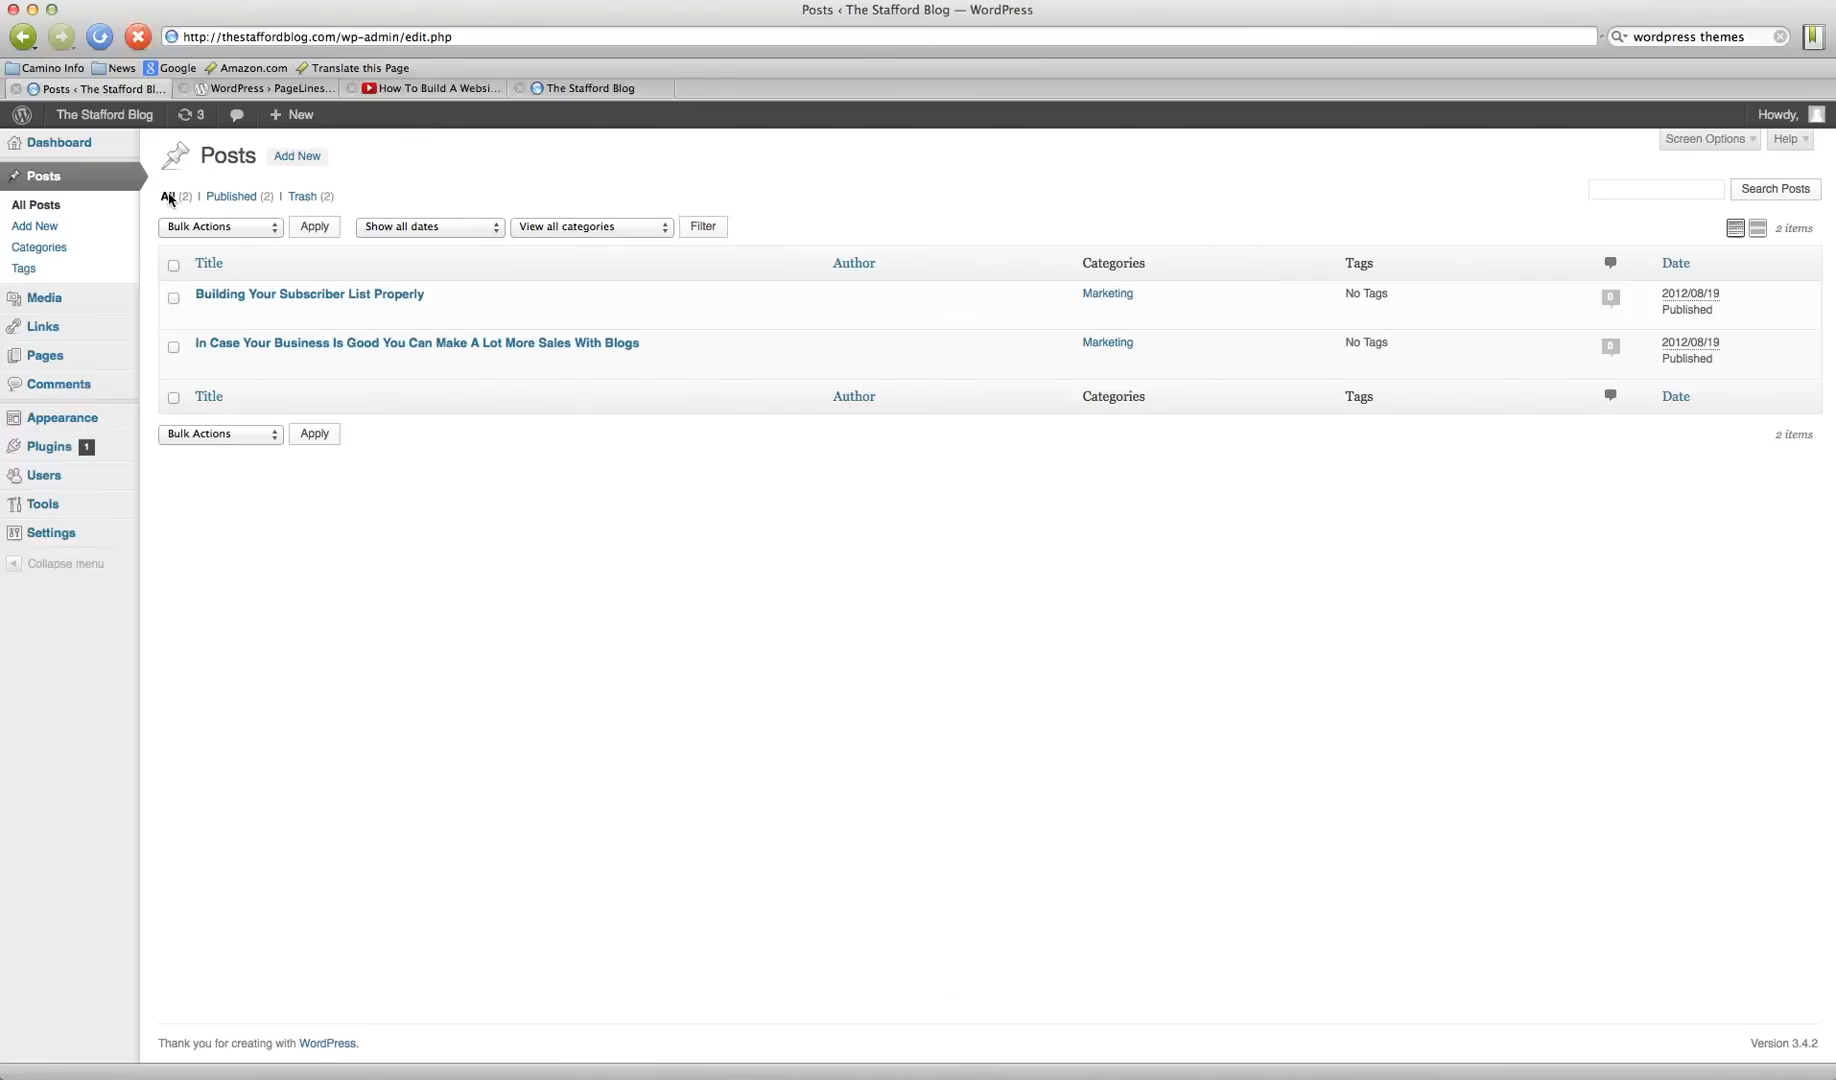 Posts ‹ The Stafford Blog — WordPress
http://thestaffordblog.com/wp-admin/edit.php
wordpress themes
Camino Info News Google Amazon.com Translate this Page
Posts ‹ The Stafford Bl... WordPress › PageLines... How To Build A Websi... The Stafford Blog
The Stafford Blog 3 + New Howdy,
Dashboard
Posts
All Posts
Add New
Categories
Tags
Media
Links
Pages
Comments
Appearance
Plugins 1
Users
Tools
Settings
Collapse menu
Screen Options Help
Posts Add New
All (2) | Published (2) | Trash (2)
Search Posts
Bulk Actions Apply Show all dates View all categories Filter 2 items
Title Author Categories Tags Date
Building Your Subscriber List Properly Marketing No Tags 0 2012/08/19
Published
In Case Your Business Is Good You Can Make A Lot More Sales With Blogs Marketing No Tags 0 2012/08/19
Published
Title Author Categories Tags Date
Bulk Actions Apply 2 items
Thank you for creating with WordPress. Version 3.4.2